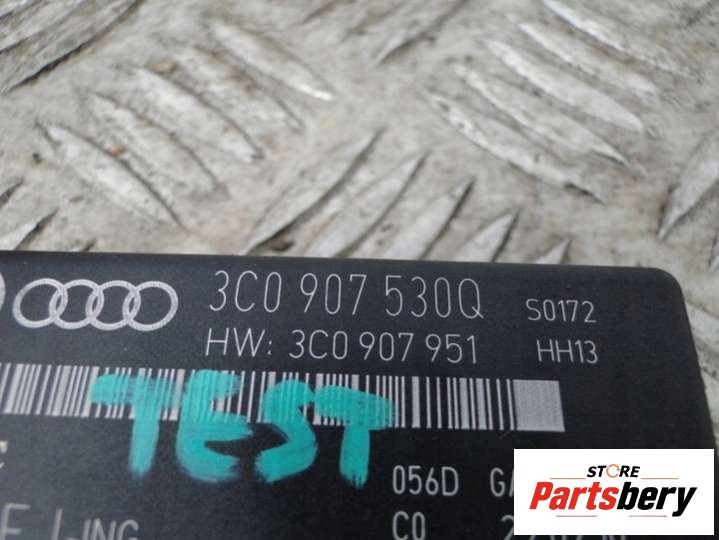 3C0 907 530Q S0172
HW: 3C0 907 951 HH13
TEST
056D
C0
STORE
Partsbery